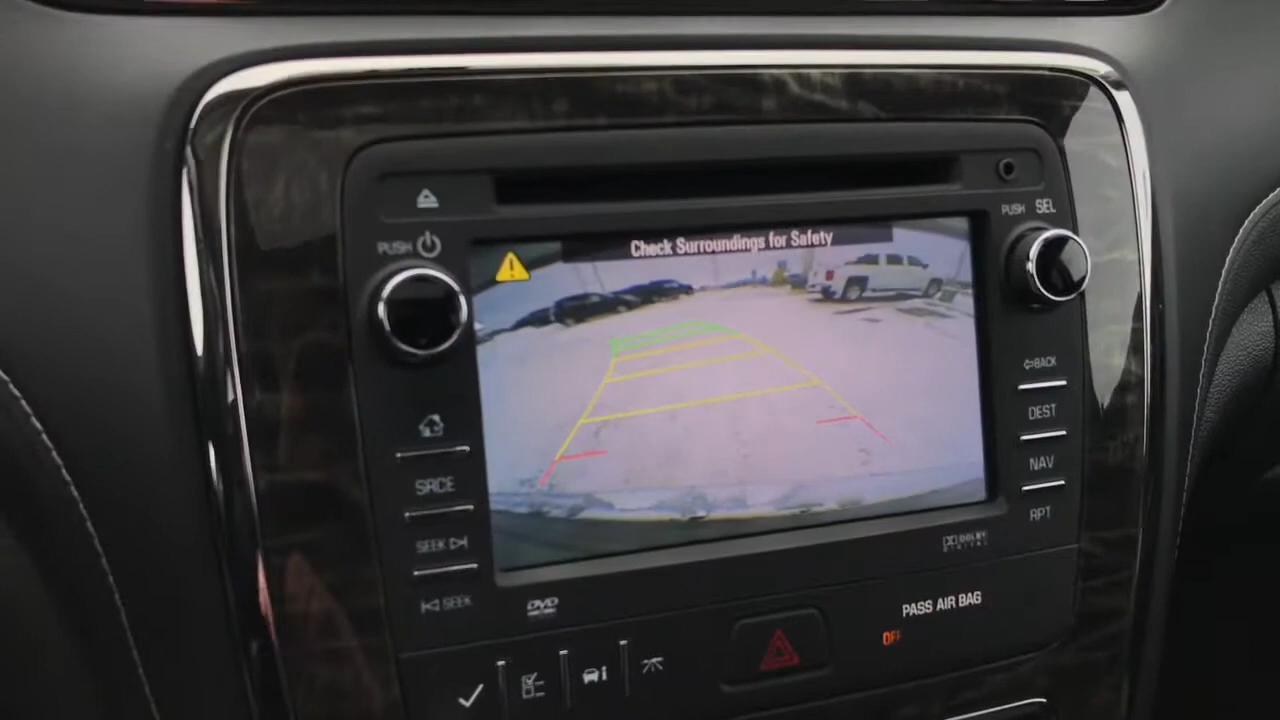 PUSH SEL
PUSH
Check Surroundings for Safety
BACK
DEST
SRCE
NAV
SEEK
RPT
DOLBY
DIGITAL
SEEK
DVD
PASS AIR BAG
OFF